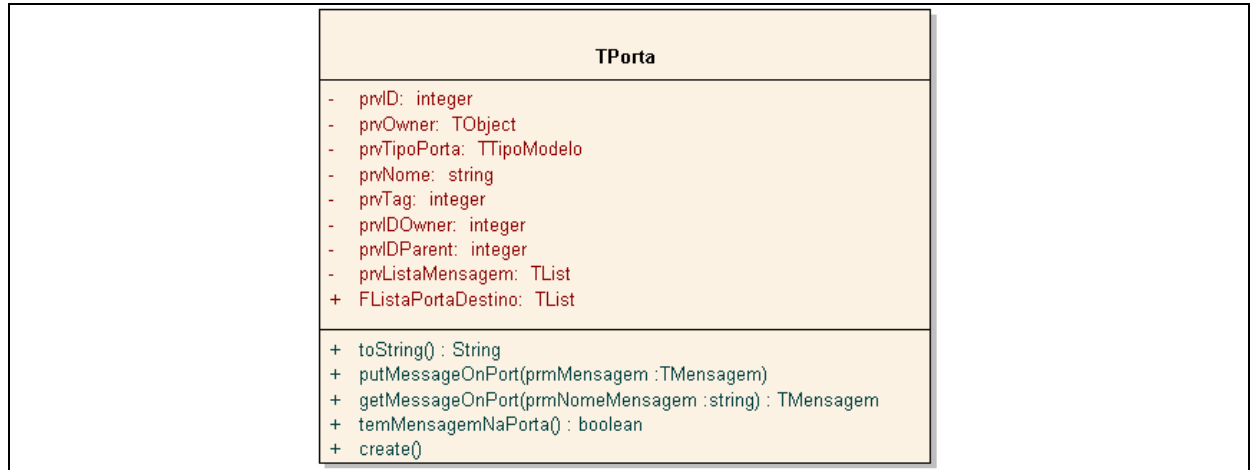 TPorta
- prvID: integer
- prvOwner: TObject
- prvTipoPorta: TTipoModelo
- prvNome: string
- prvTag: integer
- prvIDOwner: integer
- prvIDParent: integer
- prvListaMensagem: TList
+ FListaPortaDestino: TList
+ toString() : String
+ putMessageOnPort(prmMensagem :TMensagem)
+ getMessageOnPort(prmNomeMensagem :string) : TMensagem
+ temMensagemNaPorta() : boolean
+ create()